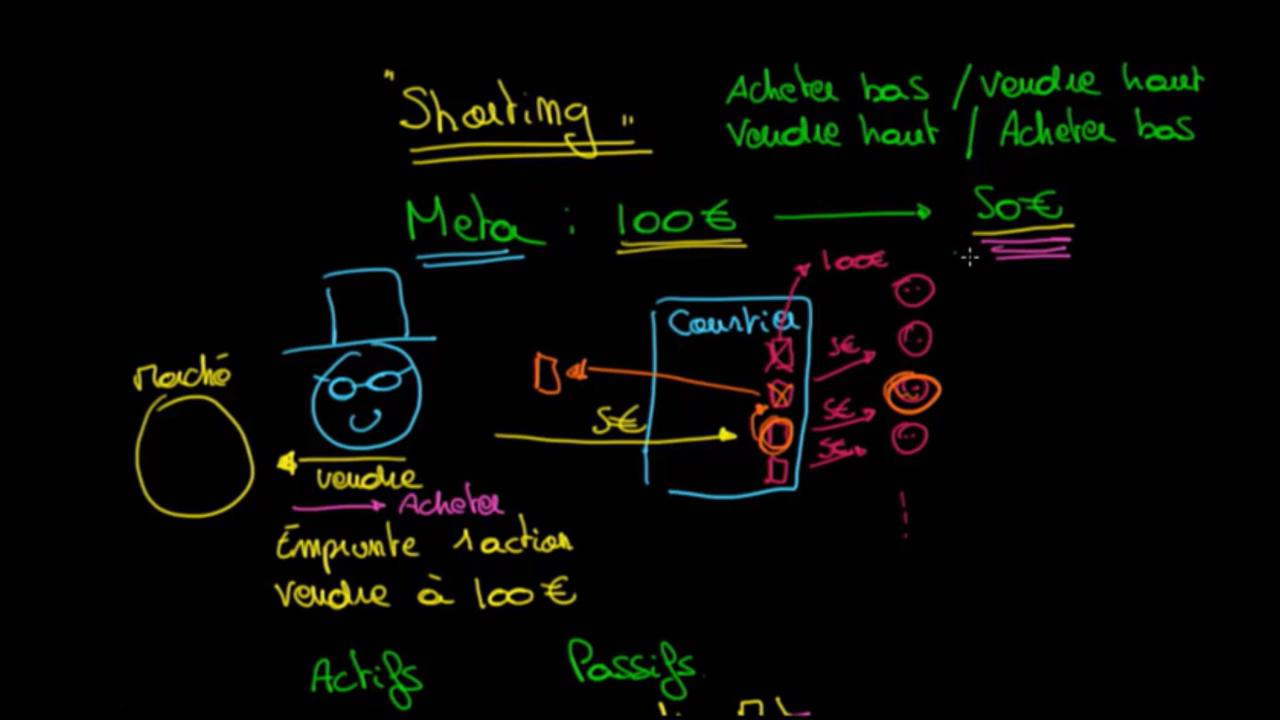 "Shorting"
Acheter bas / Vendre haut
Vendre haut / Acheter bas
Meta : 100€ → 50€
100€
Courtier
5€
5€
5€
5€
Marché
vendre
Acheter
Emprunte 1 action
Vendre à 100€
Actifs Passifs